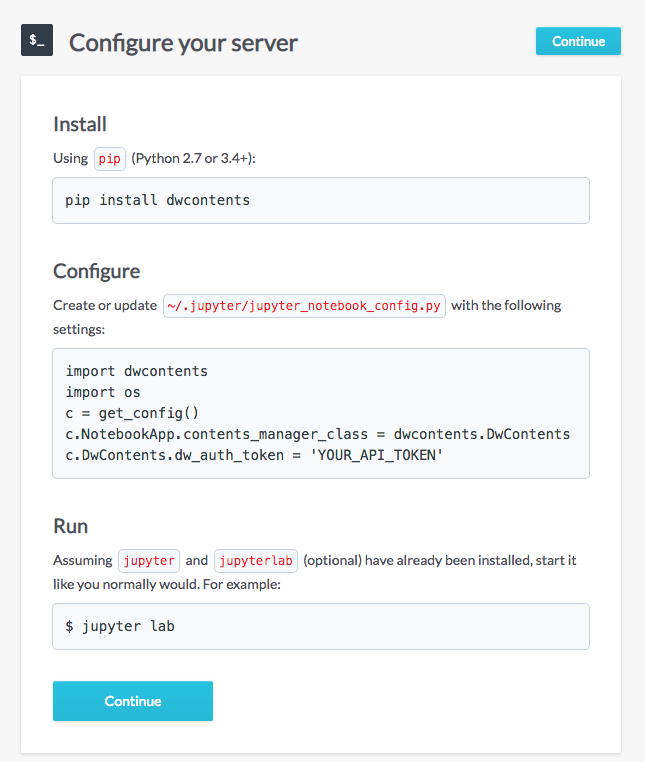 $_
Configure your server
Continue
Install
Using pip (Python 2.7 or 3.4+):
pip install dwcontents
Configure
Create or update ~/.jupyter/jupyter_notebook_config.py with the following
settings:
import dwcontents
import os
c = get_config()
c.NotebookApp.contents_manager_class = dwcontents.DwContents
c.DwContents.dw_auth_token = 'YOUR_API_TOKEN'
Run
Assuming jupyter and jupyterlab (optional) have already been installed, start it
like you normally would. For example:
$ jupyter lab
Continue